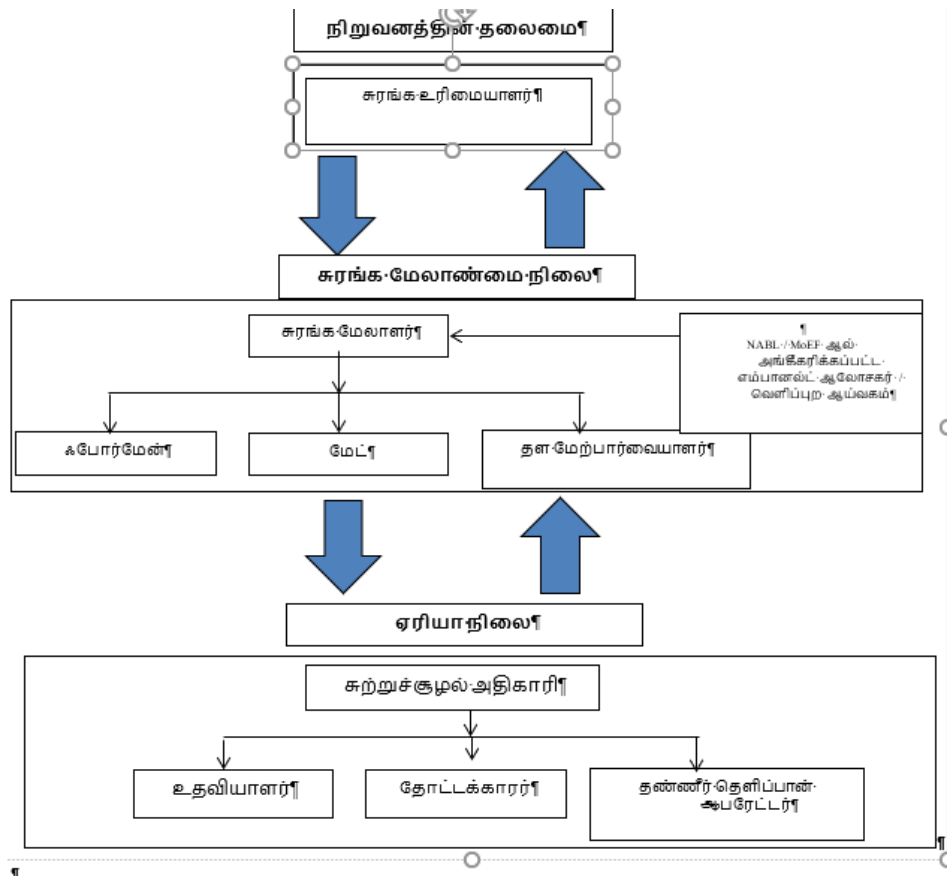 நிறுவனத்தின் தலைமை¶
சுரங்க உரிமையாளர்¶
சுரங்க மேலாண்மை நிலை¶
சுரங்க மேலாளர்¶
¶
NABL / MoEF ஆல்
அங்கீகரிக்கப்பட்ட
எம்பானல்ட் ஆலோசகர் /
வெளிப்புற ஆய்வகம்¶
ஃபோர்மேன்¶
மேட்¶
தள மேற்பார்வையாளர்¶
ஏரியா நிலை¶
சுற்றுச்சூழல் அதிகாரி¶
உதவியாளர்¶
தோட்டக்காரர்¶
தண்ணீர் தெளிப்பான்
ஆபரேட்டர்¶
¶
¶